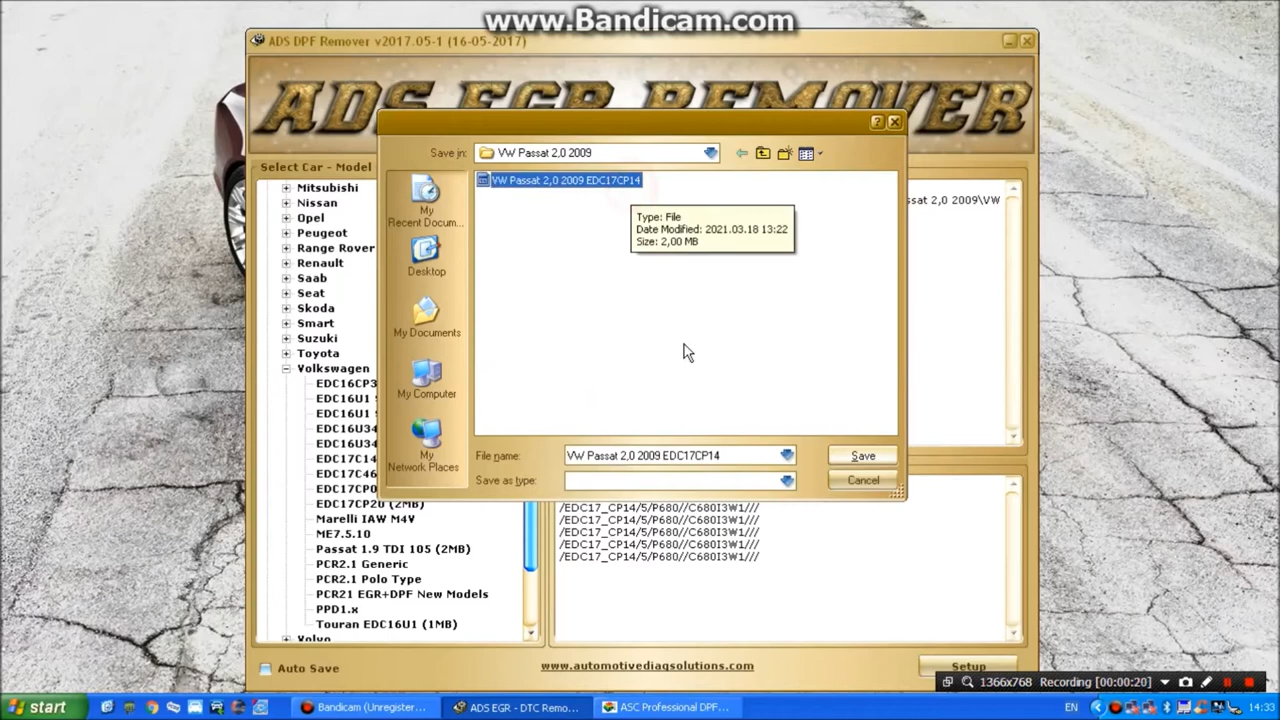 www.Bandicam.com
ADS DPF Remover v2017.05-1 (16-05-2017)
ADS EGR REMOVER
Select Car - Model
Mitsubishi
Nissan
Opel
Peugeot
Range Rover
Renault
Saab
Seat
Skoda
Smart
Suzuki
Toyota
Volkswagen
EDC16CP3
EDC16U1
EDC16U1
EDC16U34
EDC16U34
EDC17C14
EDC17C46
EDC17CP0
EDC17CP20 (2MB)
Marelli IAW M4V
ME7.5.10
Passat 1.9 TDI 105 (2MB)
PCR2.1 Generic
PCR2.1 Polo Type
PCR21 EGR+DPF New Models
PPD1.x
Touran EDC16U1 (1MB)
Volvo
Save in:
VW Passat 2,0 2009
My Recent Docum...
Desktop
My Documents
My Computer
My Network Places
VW Passat 2,0 2009 EDC17CP14
Type: File
Date Modified: 2021.03.18 13:22
Size: 2,00 MB
File name:
VW Passat 2,0 2009 EDC17CP14
Save
Save as type:
Cancel
ssat 2,0 2009\VW
/EDC17_CP14/5/P680//C680I3W1///
/EDC17_CP14/5/P680//C680I3W1///
/EDC17_CP14/5/P680//C680I3W1///
/EDC17_CP14/5/P680//C680I3W1///
/EDC17_CP14/5/P680//C680I3W1///
Auto Save
www.automotivediagsolutions.com
Setup
1366x768 Recording [00:00:20]
start
Bandicam (Unregister...
ADS EGR - DTC Remo...
ASC Professional DPF...
EN
14:33